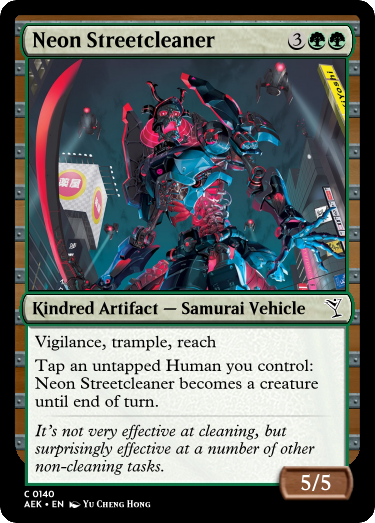 Neon Streetcleaner 3
薬屋
Kindred Artifact — Samurai Vehicle
Vigilance, trample, reach
Tap an untapped Human you control:
Neon Streetcleaner becomes a creature
until end of turn.
It's not very effective at cleaning, but
surprisingly effective at a number of other
non-cleaning tasks.
5/5
C 0140
AEK • EN Yu Cheng Hong